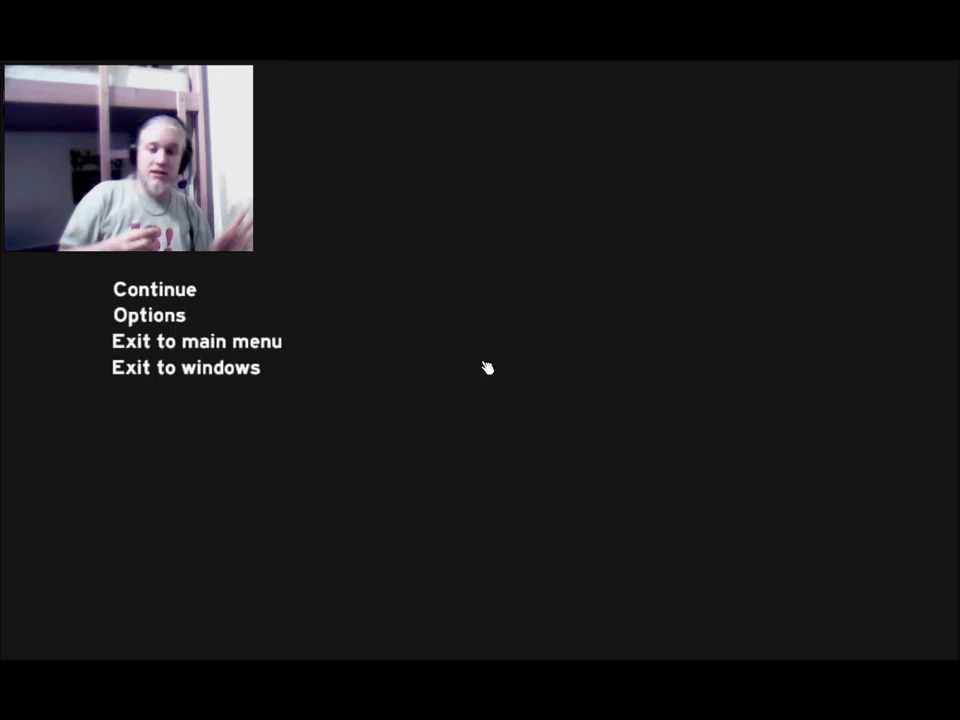 Continue
Options
Exit to main menu
Exit to windows